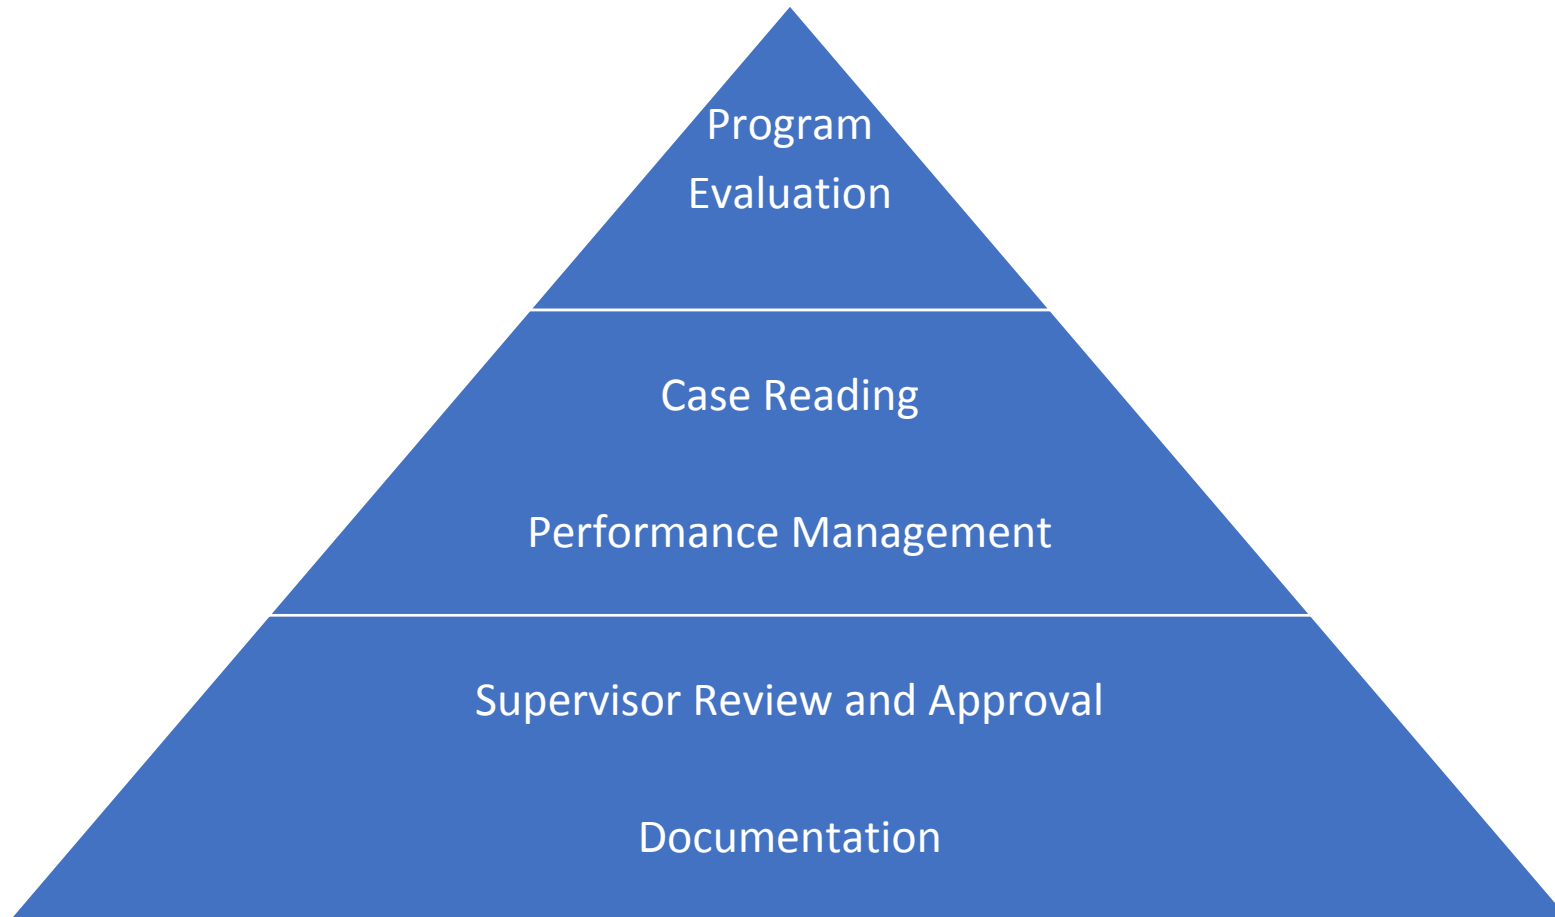 Program
Evaluation
Case Reading
Performance Management
Supervisor Review and Approval
Documentation